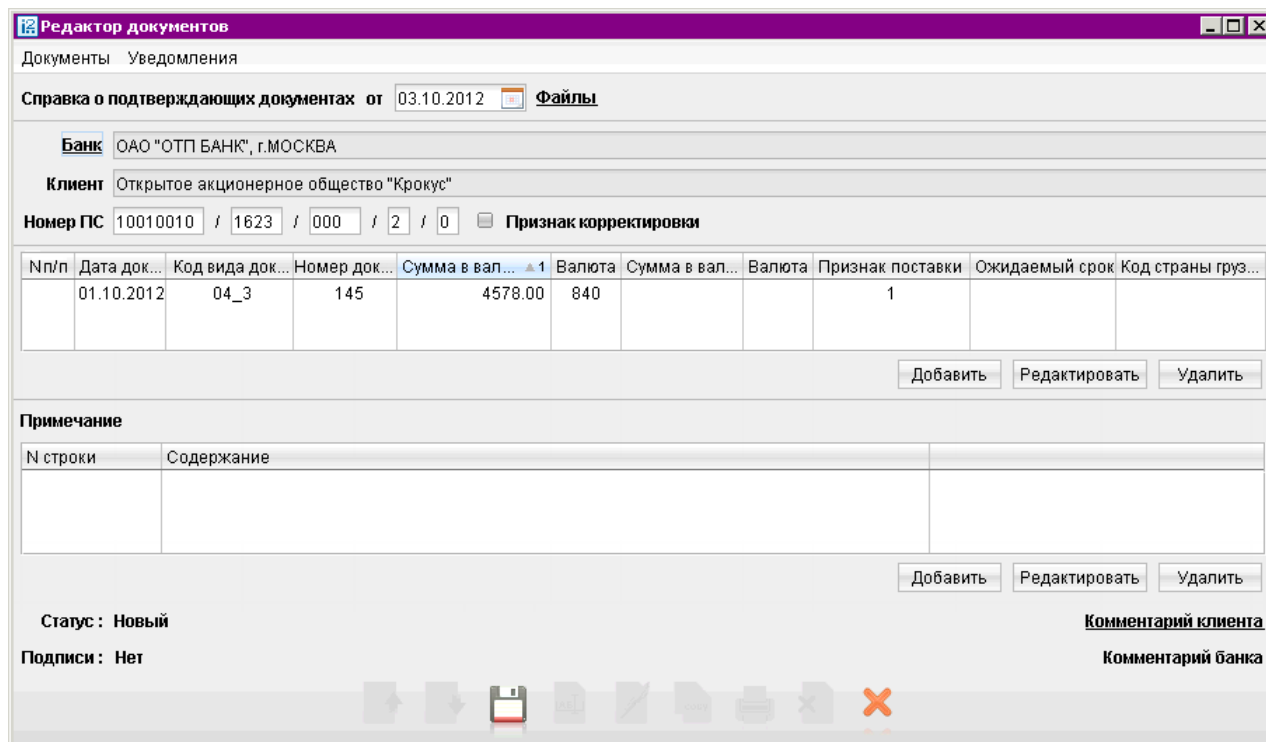 Редактор документов
Документы Уведомления
Справка о подтверждающих документах от 03.10.2012 Файлы
Банк ОАО "ОТП БАНК", г.МОСКВА
Клиент Открытое акционерное общество "Крокус"
Номер ПС 10010010 / 1623 / 000 / 2 / 0 Признак корректировки
Nп/п Дата док... Код вида док... Номер док... Сумма в вал... 1 Валюта Сумма в вал... Валюта Признак поставки Ожидаемый срок Код страны груз...
01.10.2012 04_3 145 4578.00 840 1
Добавить Редактировать Удалить
Примечание
N строки Содержание
Добавить Редактировать Удалить
Статус : Новый Комментарий клиента
Подписи : Нет Комментарий банка